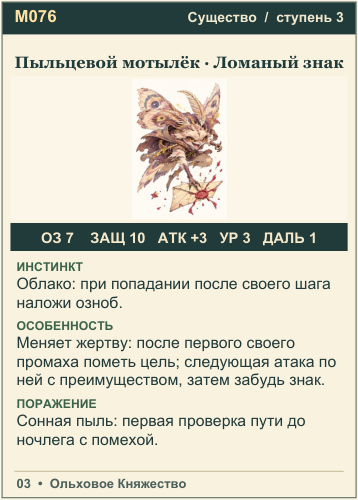 M076
Существо / ступень 3
Пыльцевой мотылёк · Ломаный знак
ОЗ 7 ЗАЩ 10 АТК +3 УР 3 ДАЛЬ 1
ИНСТИНКТ
Облако: при попадании после своего шага
наложи озноб.
ОСОБЕННОСТЬ
Меняет жертву: после первого своего
промаха пометь цель; следующая атака по
ней с преимуществом, затем забудь знак.
ПОРАЖЕНИЕ
Сонная пыль: первая проверка пути до
ночлега с помехой.
03 • Ольховое Княжество